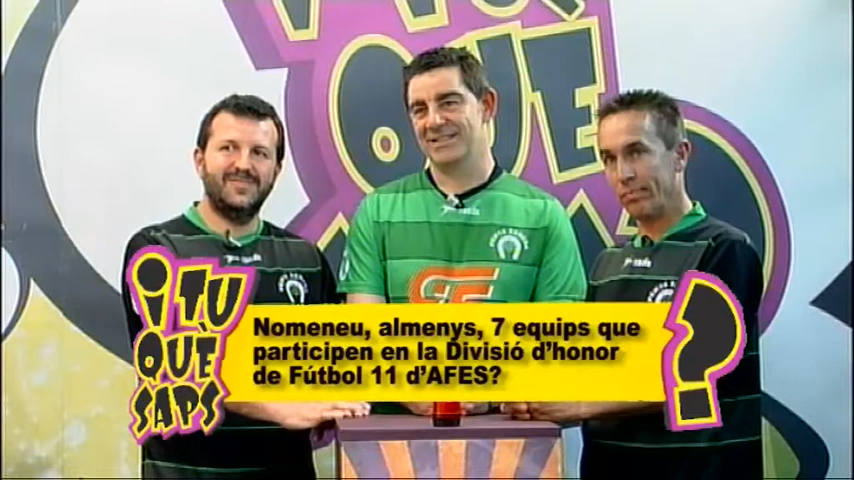 QUÈ
i TU
QUÈ
SAPS
Nomeneu, almenys, 7 equips que
participen en la Divisió d'honor
de Fútbol 11 d'AFES?
?